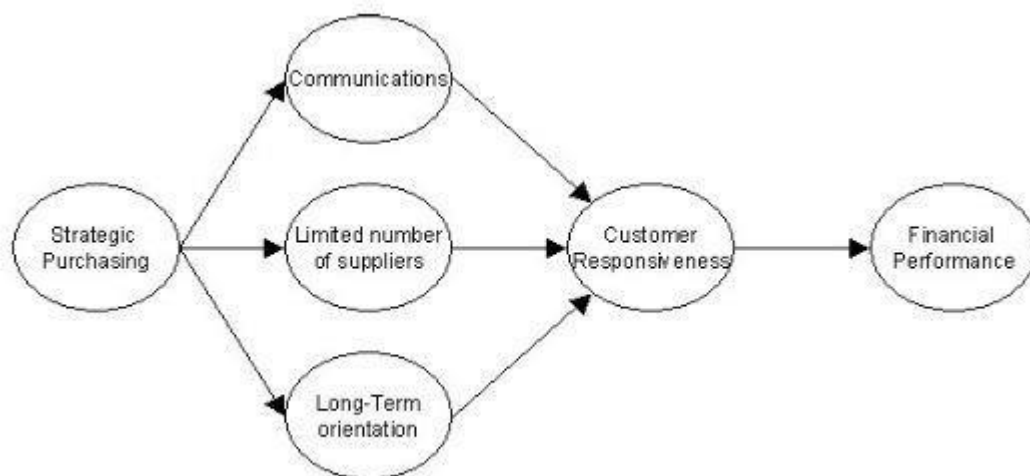 Communications
Strategic
Purchasing
Limited number
of suppliers
Customer
Responsiveness
Financial
Performance
Long-Term
orientation